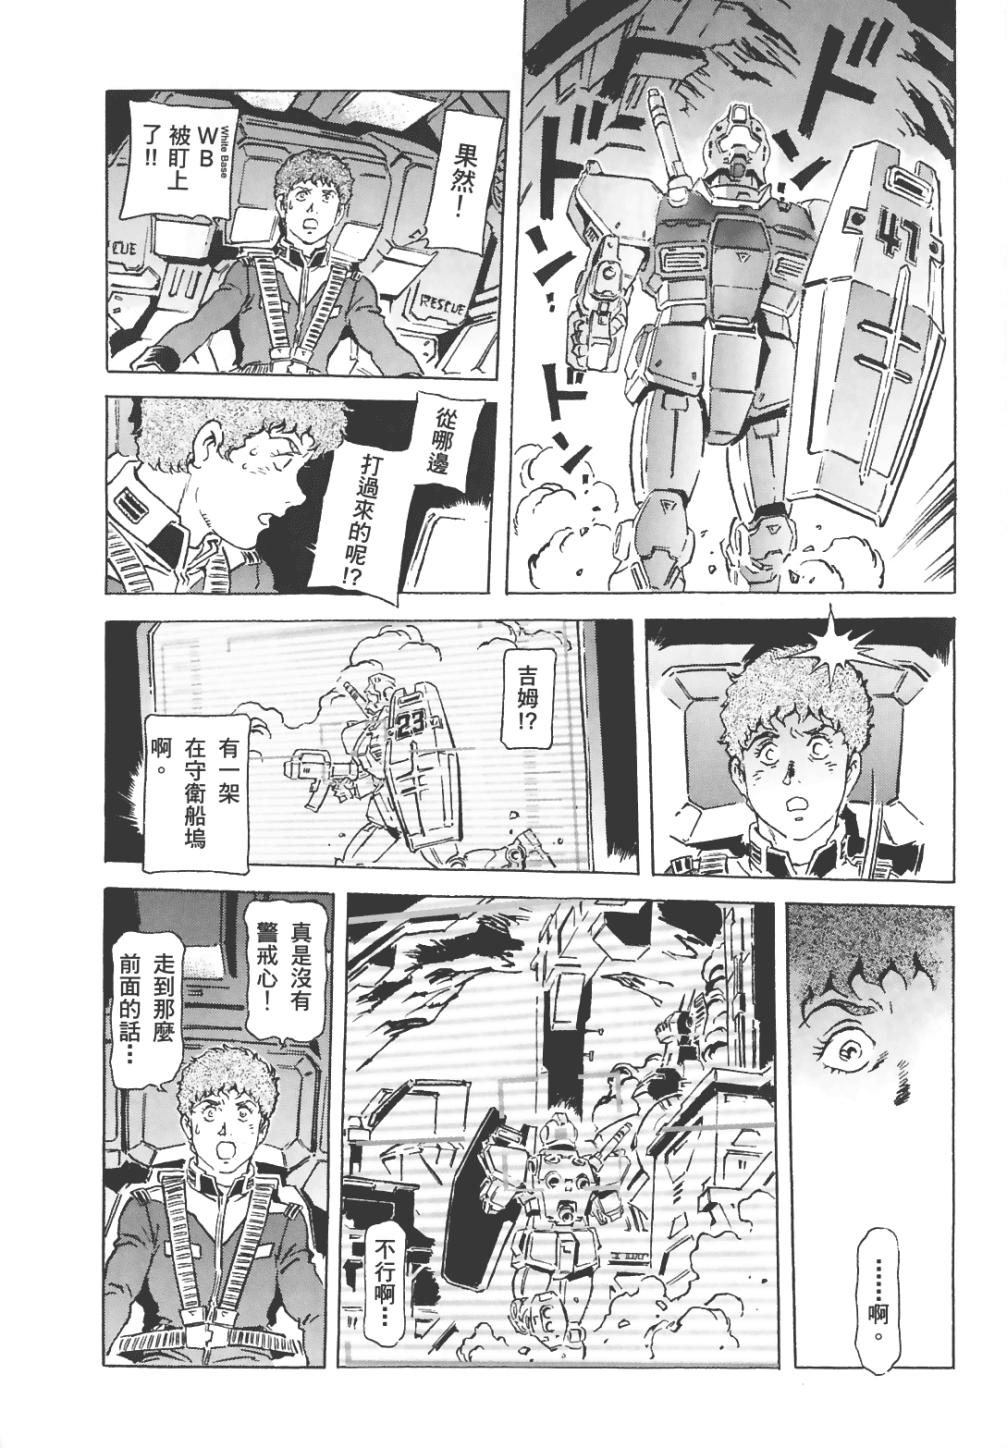 ドドンドンドン…
47
果然！
White Base
WB
被盯上
了!!
CUE
RESCUE
從哪邊
打過來的呢!?
吉姆!?
23
有一架
在守衛船塢
啊。
……啊。
不行啊…
真是沒有
警戒心！
走到那麼
前面的話…